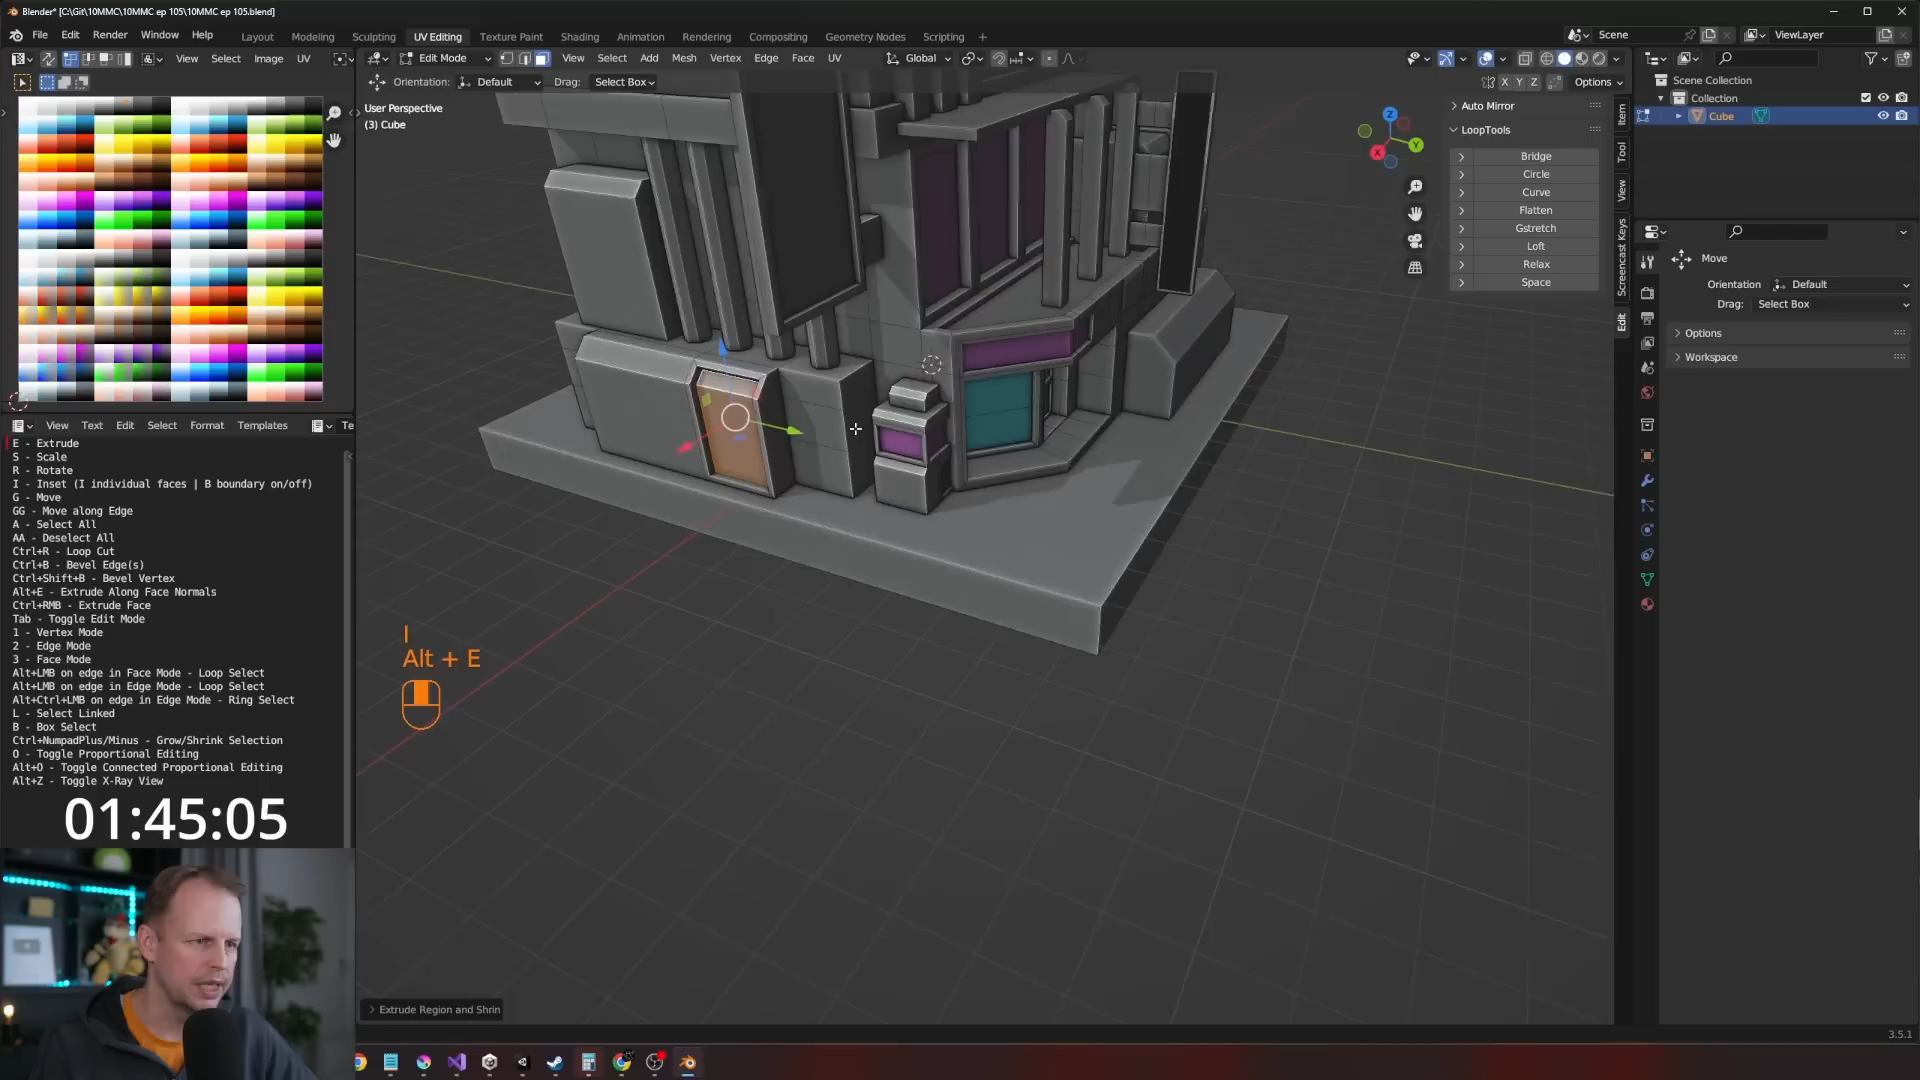 Blender* [C:\Git\10MMC\10MMC ep 105\10MMC ep 105.blend]
File Edit Render Window Help Layout Modeling Sculpting UV Editing Texture Paint Shading Animation Rendering Compositing Geometry Nodes Scripting + Scene ViewLayer
View Select Image UV Edit Mode View Select Add Mesh Vertex Edge Face UV Global
Orientation: Default Drag: Select Box X Y Z Options
Scene Collection
Collection
Cube
User Perspective
(3) Cube
Auto Mirror
LoopTools
Bridge
Circle
Curve
Flatten
Gstretch
Loft
Relax
Space
Item
Tool
View
Screencast Keys
Edit
Z
Y
X
Move
Orientation Default
Drag: Select Box
Options
Workspace
View Text Edit Select Format Templates Te
E - Extrude
S - Scale
R - Rotate
I - Inset (I individual faces | B boundary on/off)
G - Move
GG - Move along Edge
A - Select All
AA - Deselect All
Ctrl+R - Loop Cut
Ctrl+B - Bevel Edge(s)
Ctrl+Shift+B - Bevel Vertex
Alt+E - Extrude Along Face Normals
Ctrl+RMB - Extrude Face
Tab - Toggle Edit Mode
1 - Vertex Mode
2 - Edge Mode
3 - Face Mode
Alt+LMB on edge in Face Mode - Loop Select
Alt+LMB on edge in Edge Mode - Loop Select
Alt+Ctrl+LMB on edge in Edge Mode - Ring Select
L - Select Linked
B - Box Select
Ctrl+NumpadPlus/Minus - Grow/Shrink Selection
O - Toggle Proportional Editing
Alt+O - Toggle Connected Proportional Editing
Alt+Z - Toggle X-Ray View
01:45:05
I
Alt + E
Extrude Region and Shrin
3.5.1